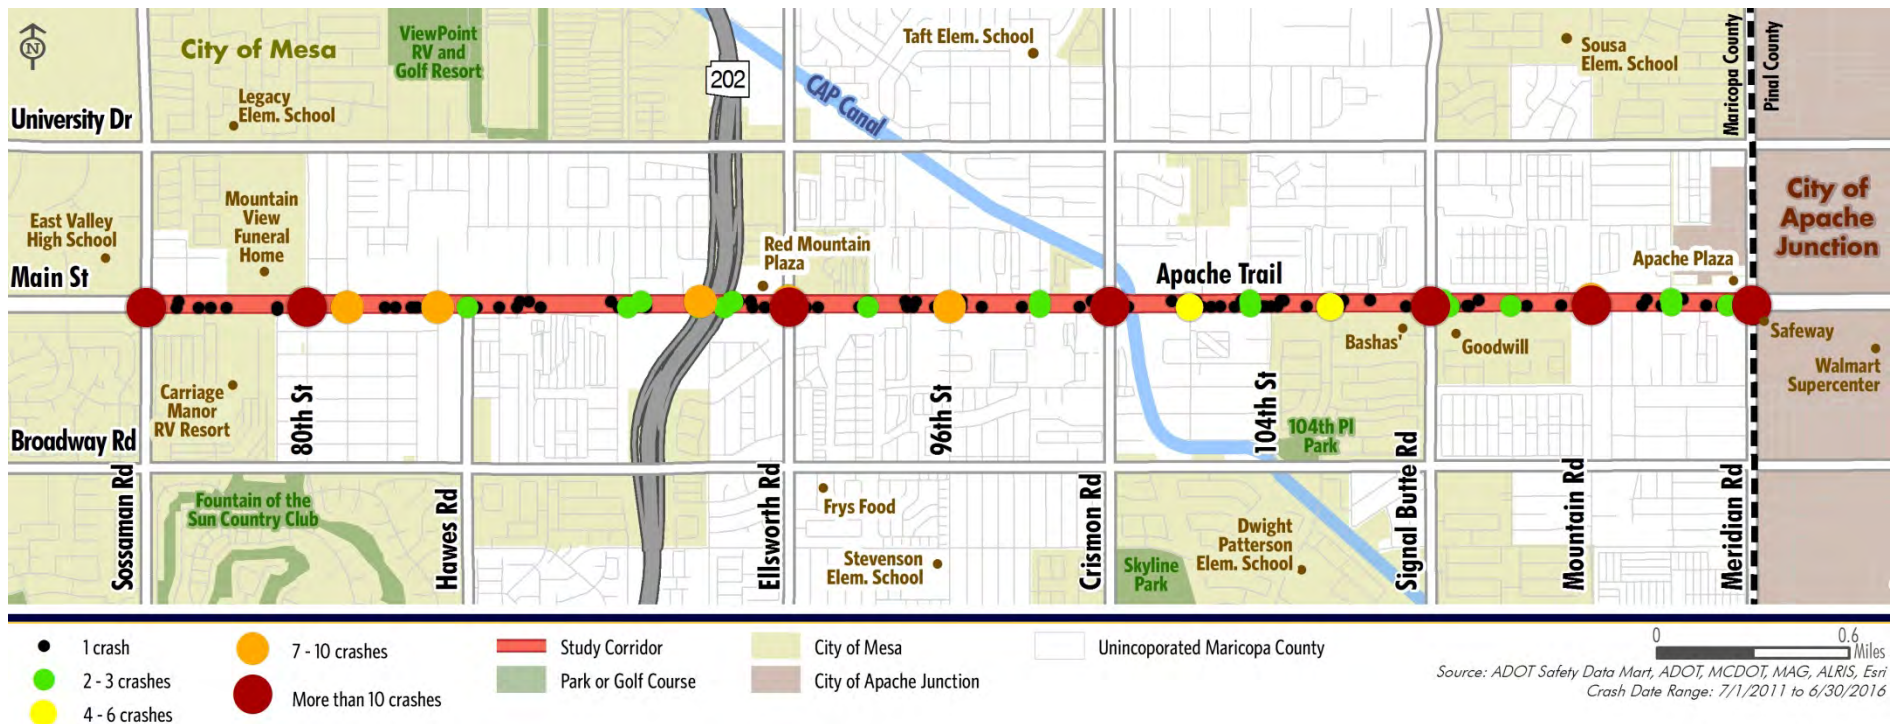 N
City of Mesa
ViewPoint
RV and
Golf Resort
Legacy
Elem. School
University Dr
202
CAP Canal
Taft Elem. School
Sousa
Elem. School
Maricopa County
Pinal County
East Valley
High School
Mountain
View
Funeral
Home
Main St
Red Mountain
Plaza
Apache Trail
Apache Plaza
City of
Apache
Junction
Carriage
Manor
RV Resort
80th St
96th St
104th St
Bashas'
Goodwill
Safeway
Walmart
Supercenter
104th Pl
Park
Broadway Rd
Sossaman Rd
Fountain of the
Sun Country Club
Hawes Rd
Ellsworth Rd
Frys Food
Stevenson
Elem. School
Crismon Rd
Skyline
Park
Dwight
Patterson
Elem. School
Signal Butte Rd
Mountain Rd
Meridian Rd
1 crash
2 - 3 crashes
4 - 6 crashes
7 - 10 crashes
More than 10 crashes
Study Corridor
Park or Golf Course
City of Mesa
City of Apache Junction
Unincoporated Maricopa County
0 0.6
Miles
Source: ADOT Safety Data Mart, ADOT, MCDOT, MAG, ALRIS, Esri
Crash Date Range: 7/1/2011 to 6/30/2016